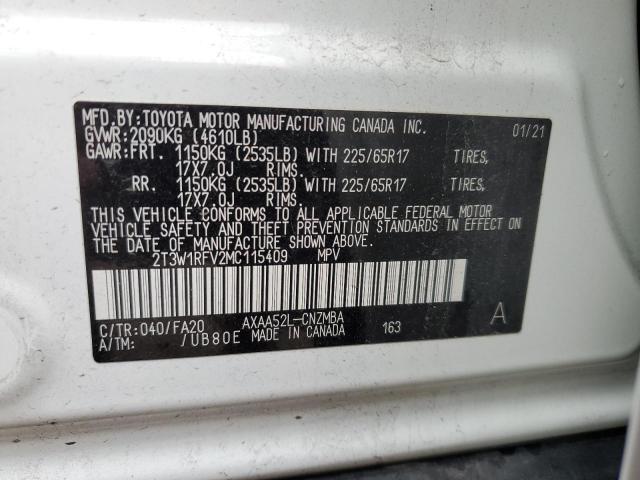 MFD.BY:TOYOTA MOTOR MANUFACTURING CANADA INC. 01/21
GVWR:2090KG (4610LB)
GAWR:FRT. 1150KG (2535LB) WITH 225/65R17 TIRES,
17X7.0J RIMS.
RR. 1150KG (2535LB) WITH 225/65R17 TIRES,
17X7.0J RIMS.
THIS VEHICLE CONFORMS TO ALL APPLICABLE FEDERAL MOTOR
VEHICLE SAFETY AND THEFT PREVENTION STANDARDS IN EFFECT ON
THE DATE OF MANUFACTURE SHOWN ABOVE.
2T3W1RFV2MC115409 MPV
C/TR:040/FA20 AXAA52L-CNZMBA 163 A
A/TM: /UB80E MADE IN CANADA